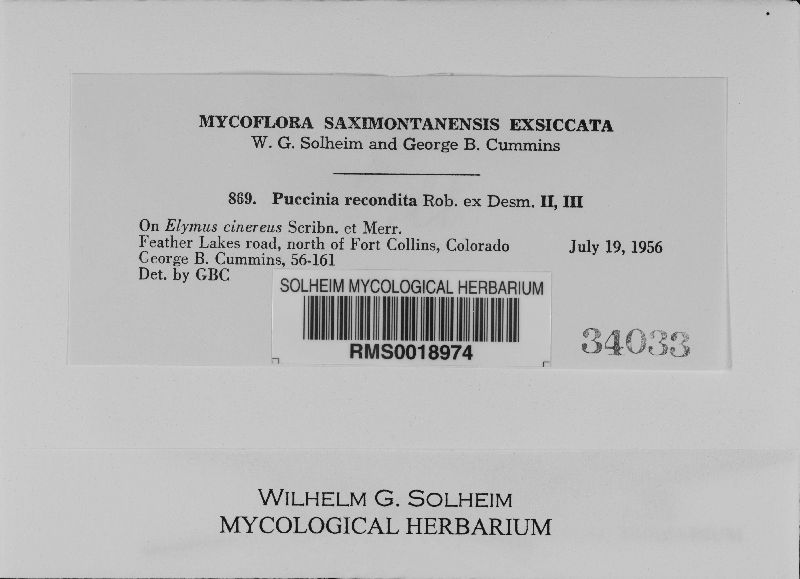 MYCOFLORA SAXIMONTANENSIS EXSICCATA
W. G. Solheim and George B. Cummins
869. Puccinia recondita Rob. ex Desm. II, III
On Elymus cinereus Scribn. et Merr.
Feather Lakes road, north of Fort Collins, Colorado July 19, 1956
George B. Cummins, 56-161
Det. by GBC
SOLHEIM MYCOLOGICAL HERBARIUM
RMS0018974
34033
WILHELM G. SOLHEIM
MYCOLOGICAL HERBARIUM